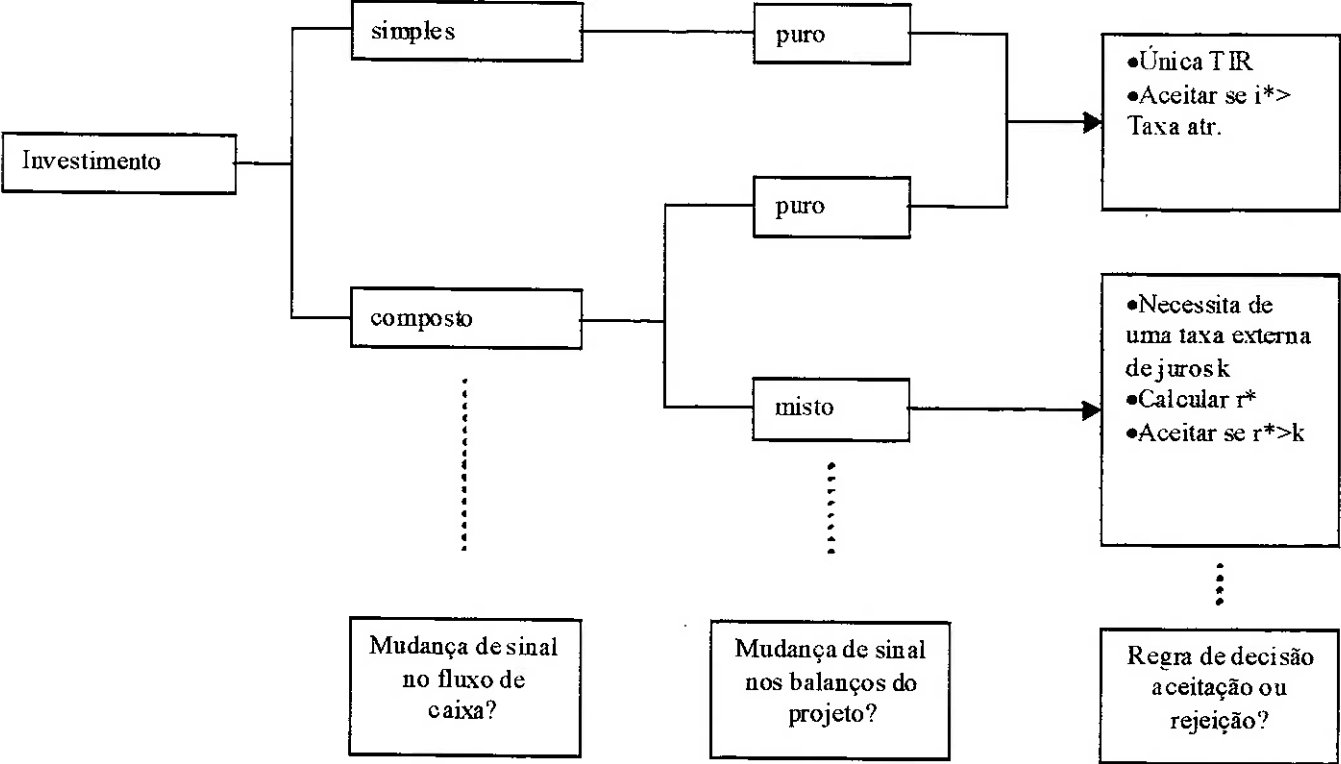 simples
puro
•Única TIR
•Aceitar se i*>
Taxa atr.
Investimento
puro
composto
•Necessita de
uma taxa externa
de juros k
•Calcular r*
•Aceitar se r*>k
misto
Mudança de sinal
no fluxo de
caixa?
Mudança de sinal
nos balanços do
projeto?
Regra de decisão
aceitação ou
rejeição?